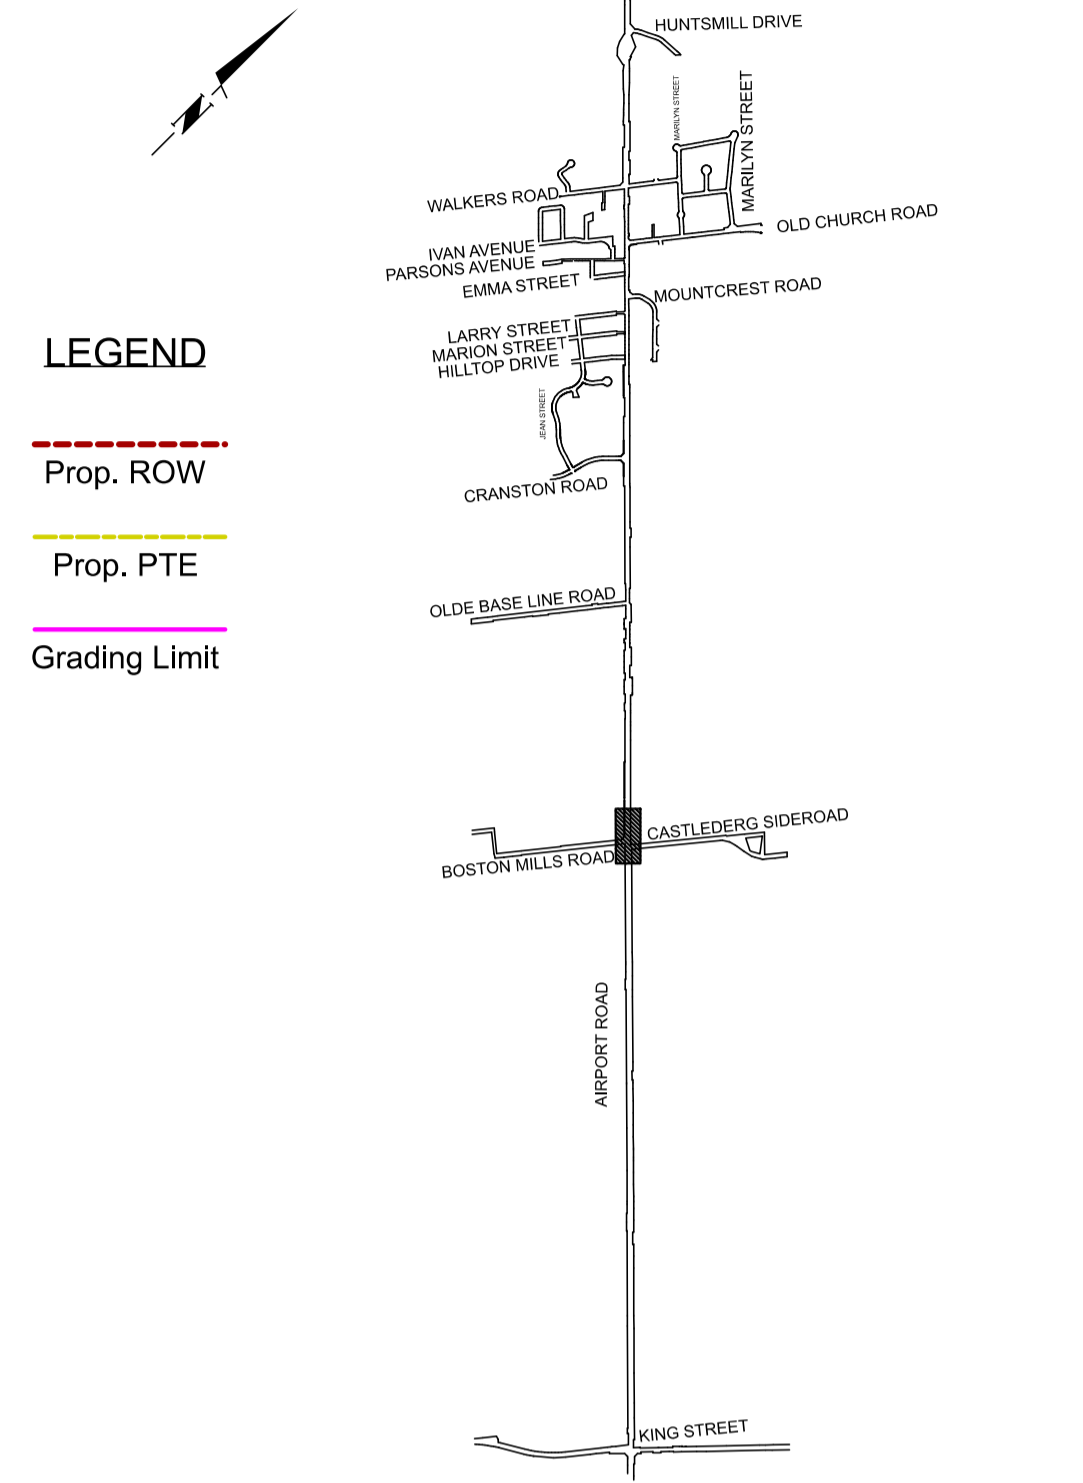 HUNTSMILL DRIVE
MARILYN STREET
MARILYN STREET
WALKERS ROAD
OLD CHURCH ROAD
IVAN AVENUE
PARSONS AVENUE
EMMA STREET
MOUNTCREST ROAD
LARRY STREET
MARION STREET
HILLTOP DRIVE
JEAN STREET
CRANSTON ROAD
OLDE BASE LINE ROAD
CASTLEDERG SIDEROAD
BOSTON MILLS ROAD
AIRPORT ROAD
KING STREET
N
LEGEND
Prop. ROW
Prop. PTE
Grading Limit